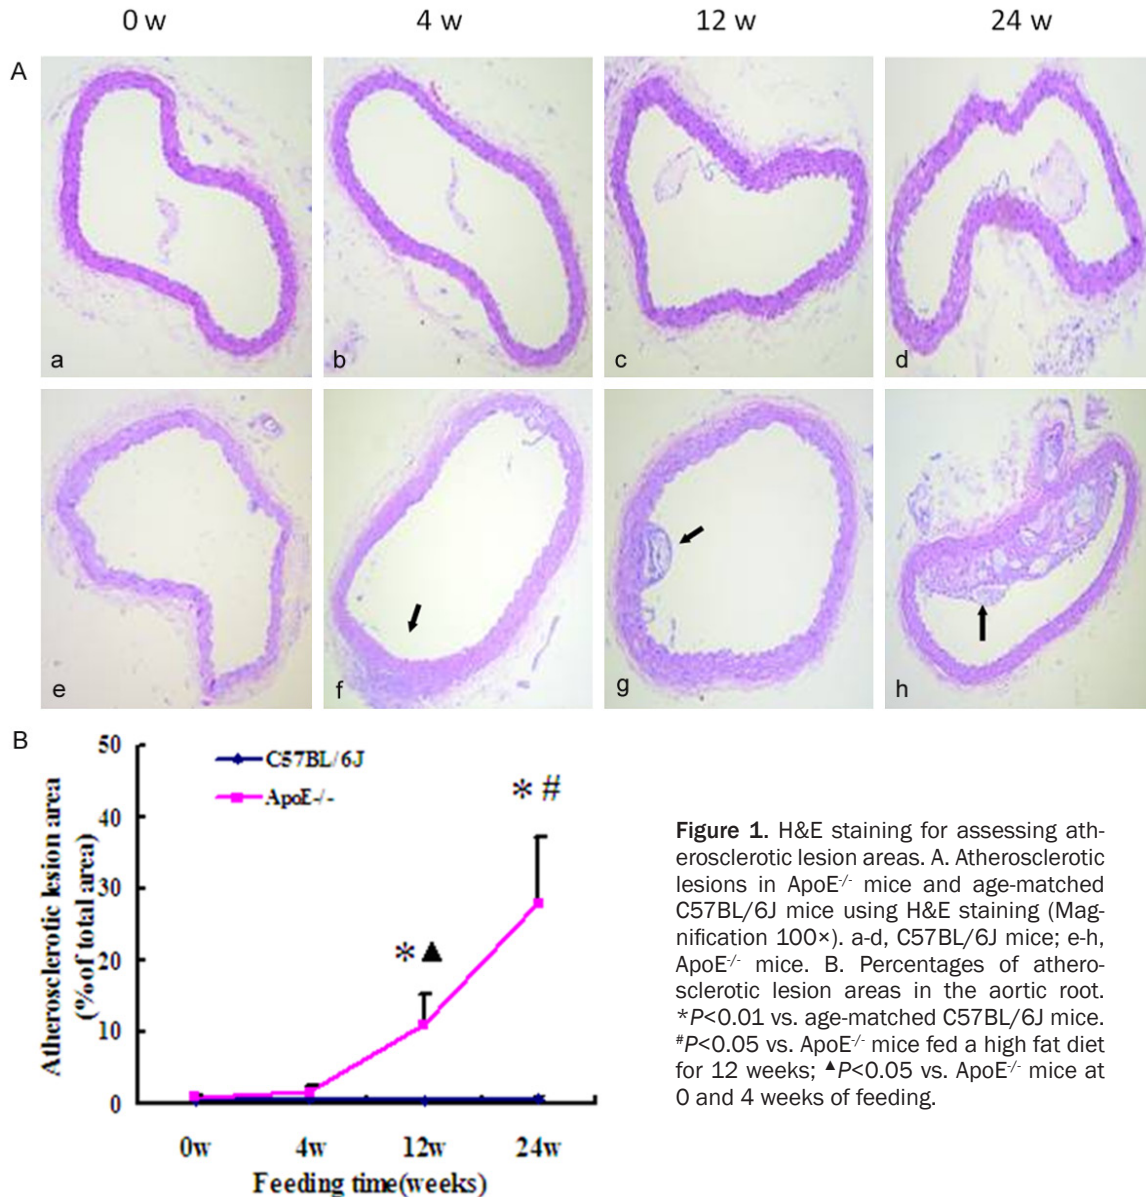 0 w 4 w 12 w 24 w
A
a b c d
e f g h
B
50
40
30
20
10
0
Atherosclerotic lesion area
(% of total area)
C57BL/6J
ApoE-/-
* #
* ▲
0w 4w 12w 24w
Feeding time(weeks)
Figure 1. H&E staining for assessing ath-
erosclerotic lesion areas. A. Atherosclerotic
lesions in ApoE-/- mice and age-matched
C57BL/6J mice using H&E staining (Mag-
nification 100×). a-d, C57BL/6J mice; e-h,
ApoE-/- mice. B. Percentages of athero-
sclerotic lesion areas in the aortic root.
*P<0.01 vs. age-matched C57BL/6J mice.
#P<0.05 vs. ApoE-/- mice fed a high fat diet
for 12 weeks; ▲P<0.05 vs. ApoE-/- mice at
0 and 4 weeks of feeding.